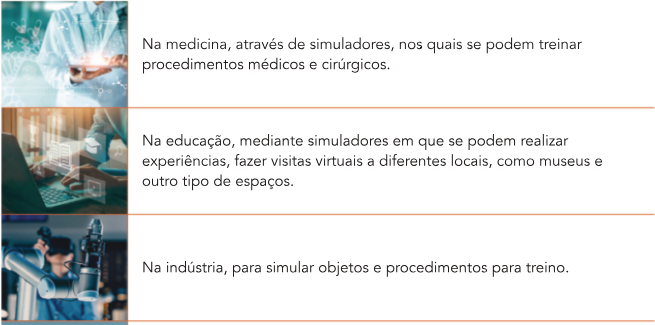 Na medicina, através de simuladores, nos quais se podem treinar
procedimentos médicos e cirúrgicos.
Na educação, mediante simuladores em que se podem realizar
experiências, fazer visitas virtuais a diferentes locais, como museus e
outro tipo de espaços.
Na indústria, para simular objetos e procedimentos para treino.